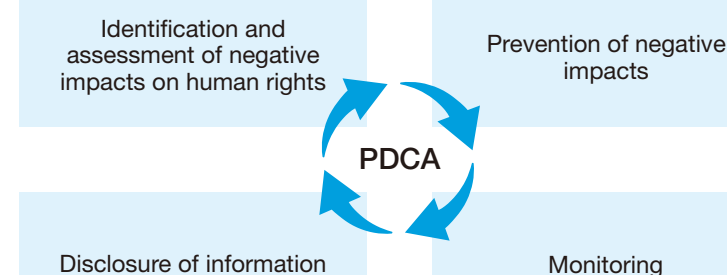 Identification and
assessment of negative
impacts on human rights
Prevention of negative
impacts
PDCA
Disclosure of information
Monitoring